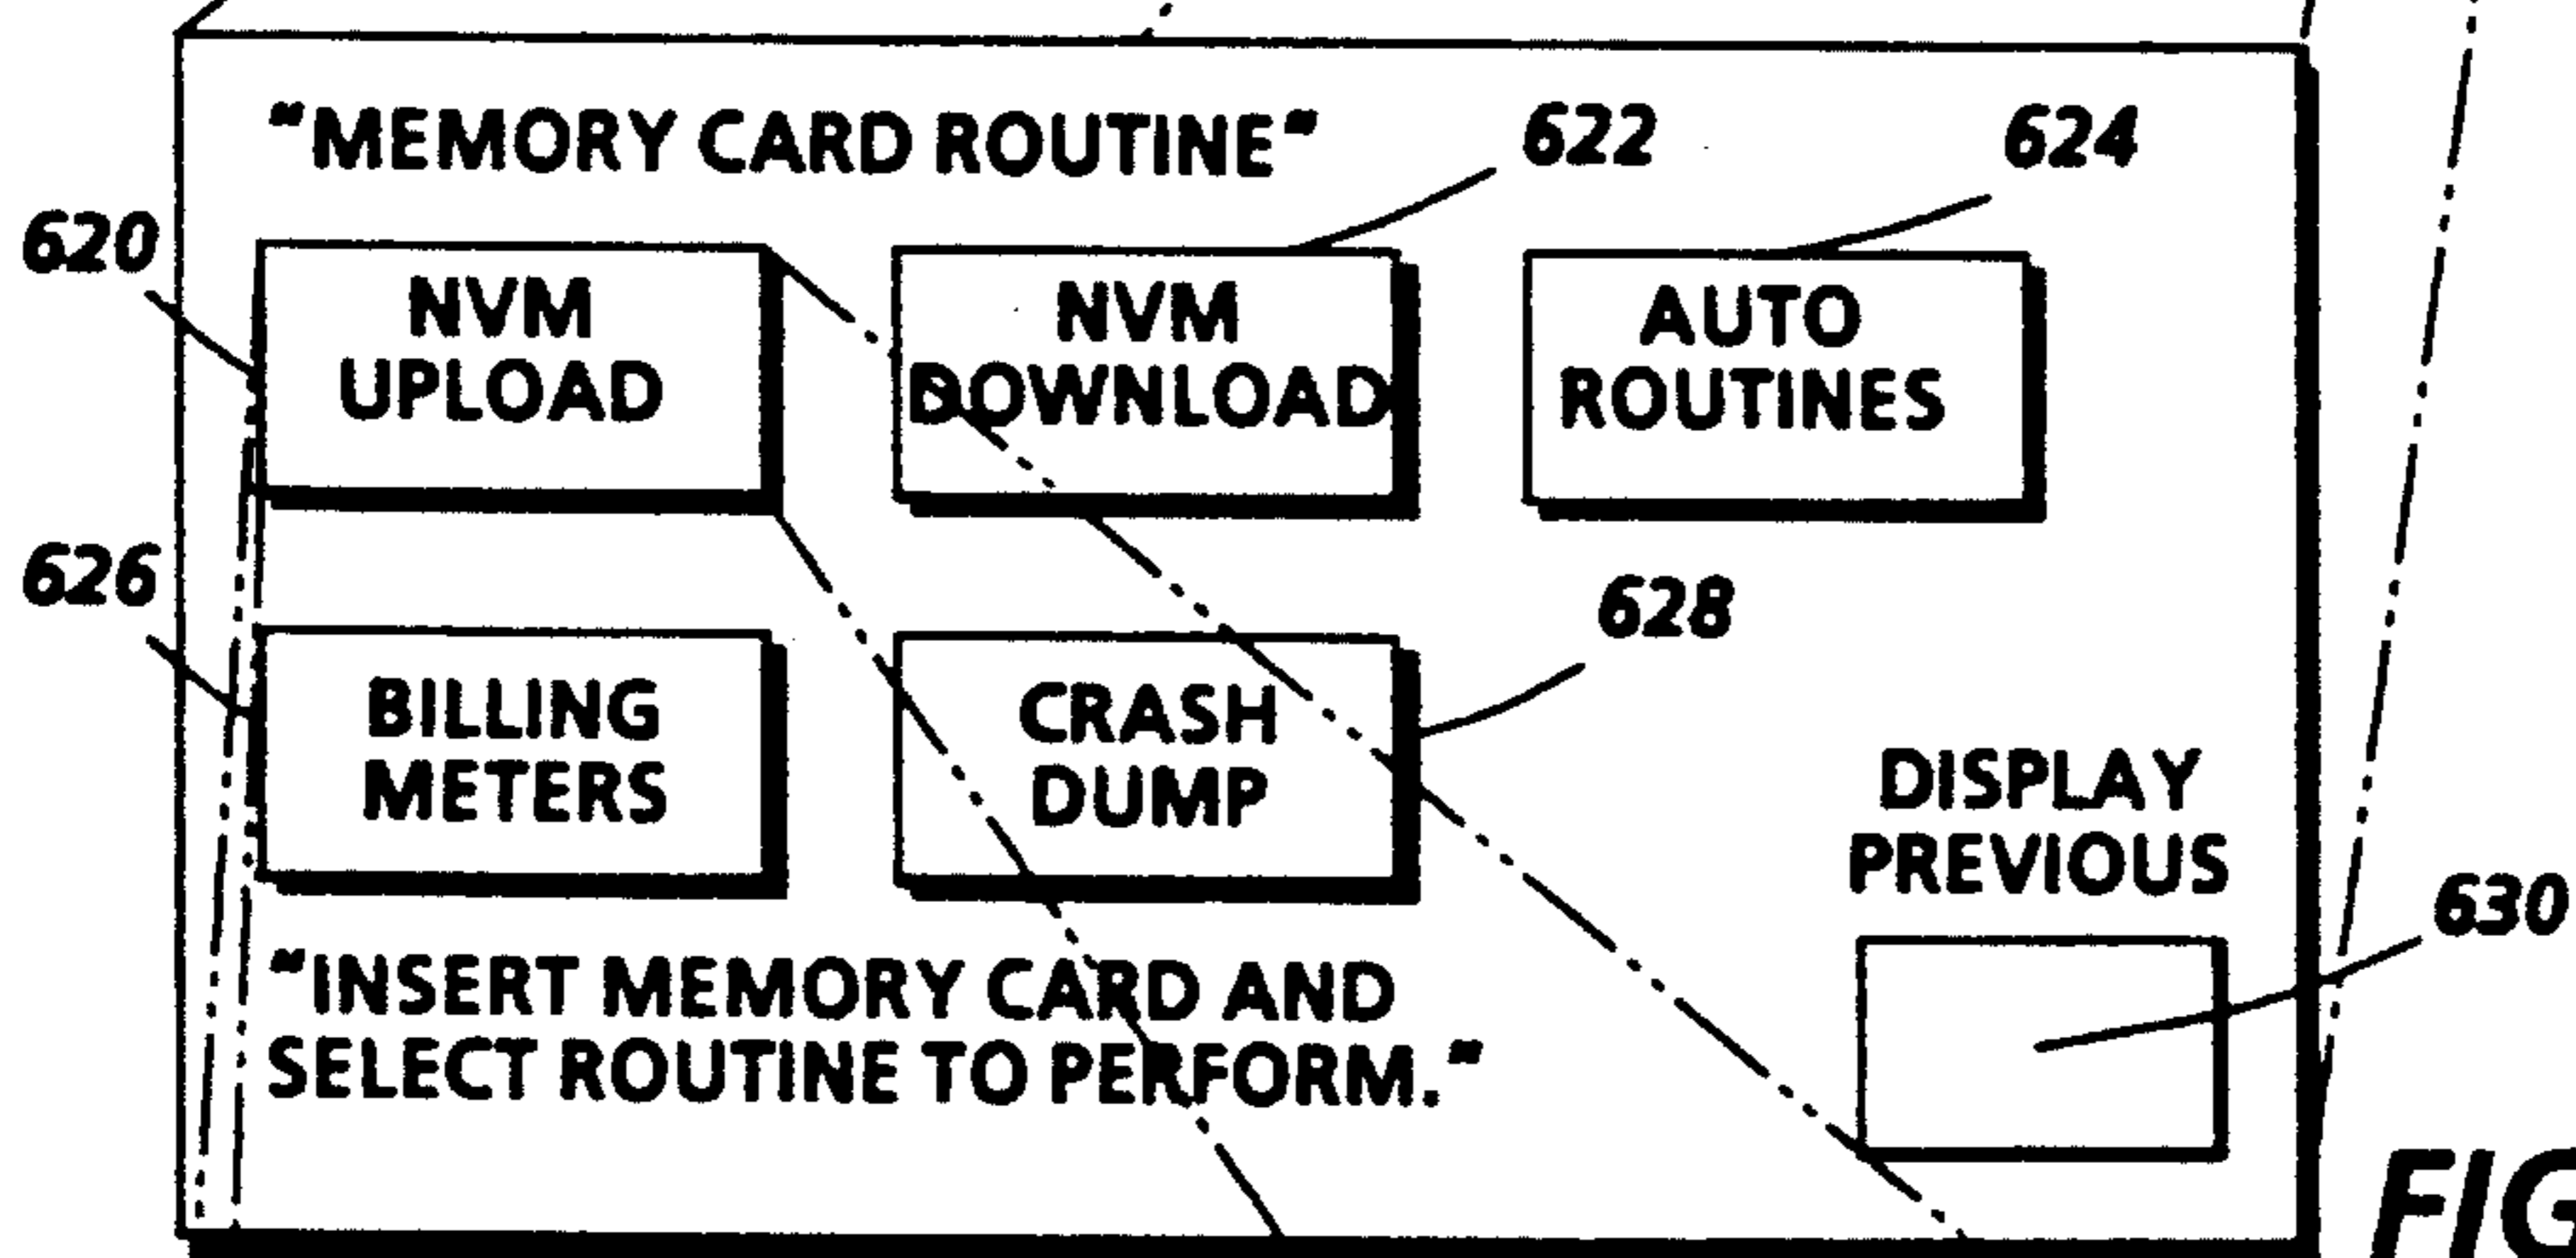 "MEMORY CARD ROUTINE"
622
624
620
NVM
UPLOAD
NVM
DOWNLOAD
AUTO
ROUTINES
626
628
BILLING
METERS
CRASH
DUMP
DISPLAY
PREVIOUS
630
"INSERT MEMORY CARD AND
SELECT ROUTINE TO PERFORM."
FIG